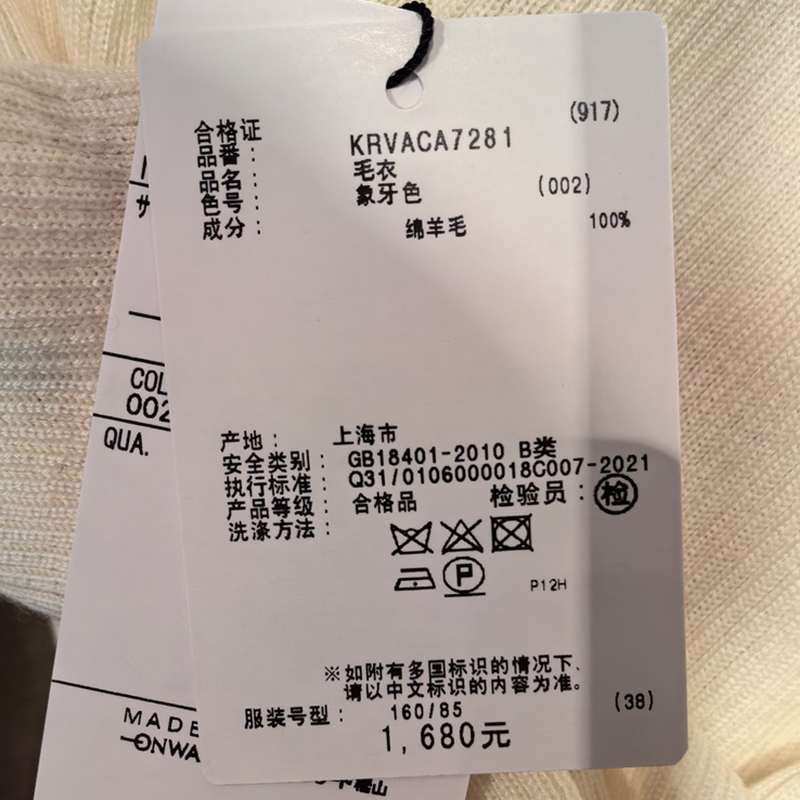 (917)
合格证
品番： KRVACA7281
品名： 毛衣
色号： 象牙色 (002)
成分： 绵羊毛 100%
产地： 上海市
安全类别： GB18401-2010 B类
执行标准： Q31/0106000018C007-2021
产品等级： 合格品 检验员：检
洗涤方法：
P
P12H
※如附有多国标识的情况下、
请以中文标识的内容为准。
服装号型： 160/85 (38)
1,680元
サ
COL
002
QUA.
MADE
ONWA